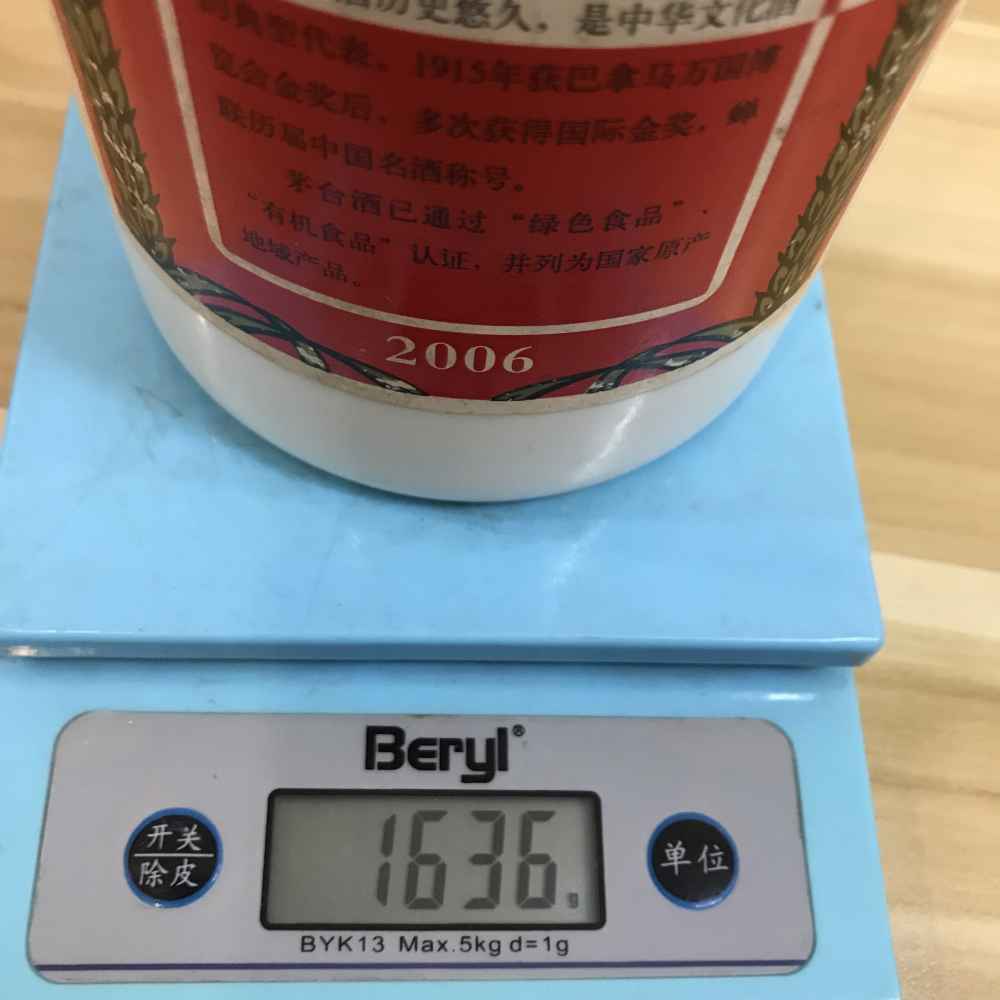 酒历史悠久，是中华文化酒
的典型代表。1915年获巴拿马万国博
览会金奖后，多次获得国际金奖，蝉
联历届中国名酒称号。
茅台酒已通过“绿色食品”、
“有机食品”认证，并列为国家原产
地域产品。
2006
Beryl®
开关
除皮
1636g
单位
BYK13 Max.5kg d=1g